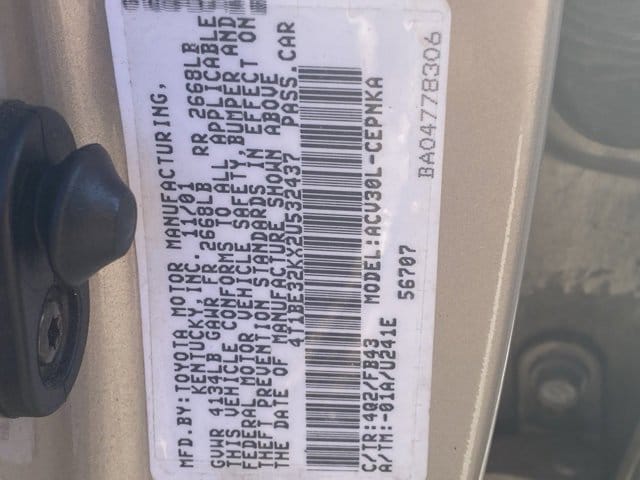 MFD.BY:TOYOTA MOTOR MANUFACTURING,
KENTUCKY,INC. 11/01
GVWR 4194LB GAWR FR 2668LB RR 2668LB
THIS VEHICLE CONFORMS TO ALL APPLICABLE
FEDERAL MOTOR VEHICLE SAFETY,BUMPER AND
THEFT PREVENTION STANDARDS IN EFFECT ON
THE DATE OF MANUFACTURE SHOWN ABOVE
4T1BE32KX2U532437 PASS.CAR
C/TR:4Q2/FB43 MODEL:ACV30L-CEPNKA
A/TM:-01A/U241E 56707
BA04778306